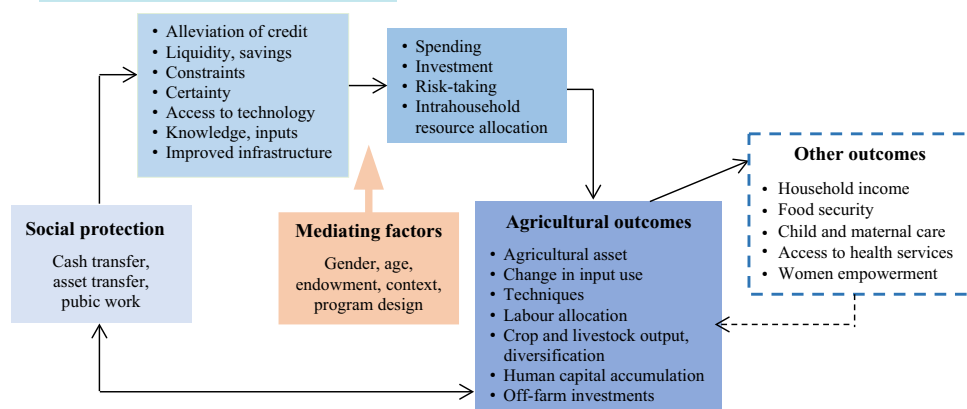 Alleviation of credit
Liquidity, savings
Constraints
Certainty
Access to technology
Knowledge, inputs
Improved infrastructure
Spending
Investment
Risk-taking
Intrahousehold
resource allocation
Other outcomes
Household income
Food security
Child and maternal care
Access to health services
Women empowerment
Social protection
Cash transfer,
asset transfer,
pubic work
Mediating factors
Gender, age,
endowment, context,
program design
Agricultural outcomes
Agricultural asset
Change in input use
Techniques
Labour allocation
Crop and livestock output,
diversification
Human capital accumulation
Off-farm investments